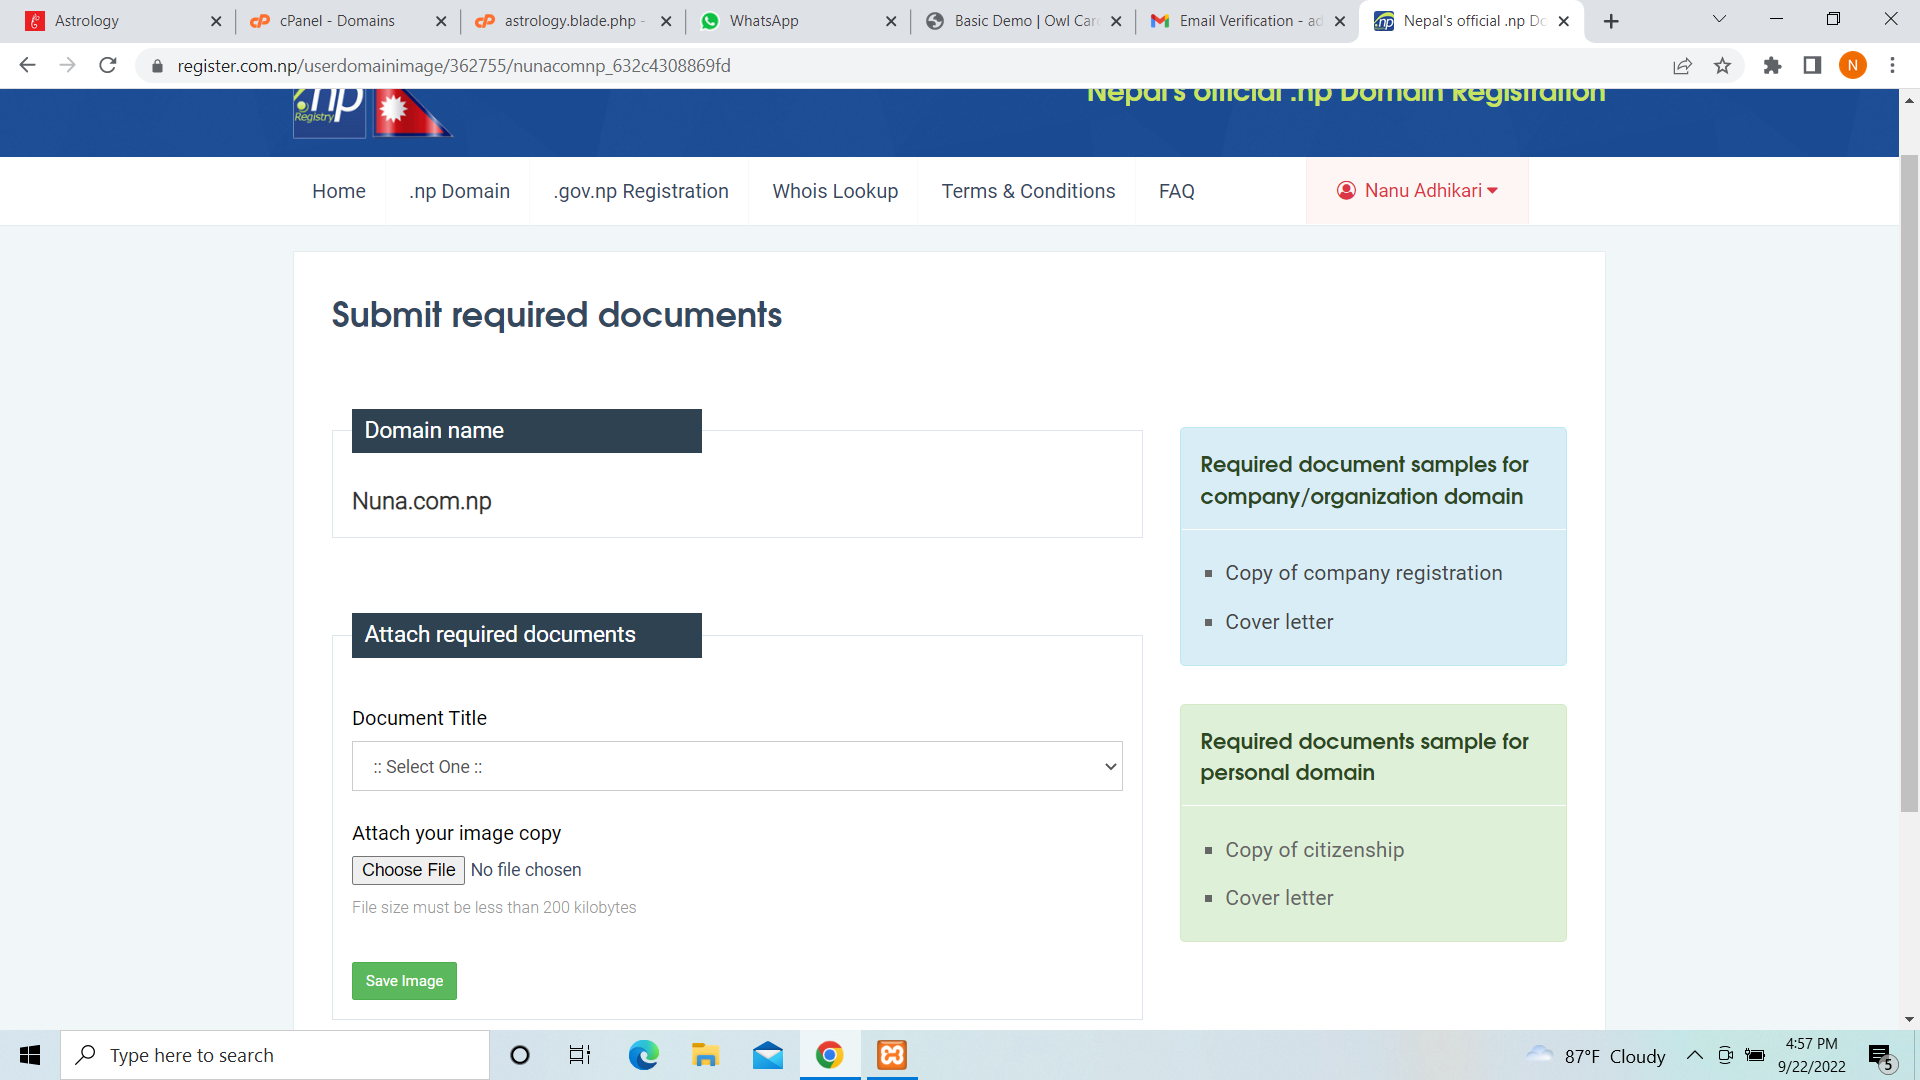 Astrology
cPanel - Domains
astrology.blade.php -
WhatsApp
Basic Demo | Owl Car
Email Verification - ad
Nepal's official .np Do
register.com.np/userdomainimage/362755/nunacomnp_632c4308869fd
N
.np
Registry
Nepal's official .np Domain Registration
Home
.np Domain
.gov.np Registration
Whois Lookup
Terms & Conditions
FAQ
Nanu Adhikari
Submit required documents
Domain name
Nuna.com.np
Attach required documents
Document Title
:: Select One ::
Attach your image copy
Choose File No file chosen
File size must be less than 200 kilobytes
Save Image
Required document samples for
company/organization domain
Copy of company registration
Cover letter
Required documents sample for
personal domain
Copy of citizenship
Cover letter
Type here to search
87°F Cloudy
4:57 PM
9/22/2022
5